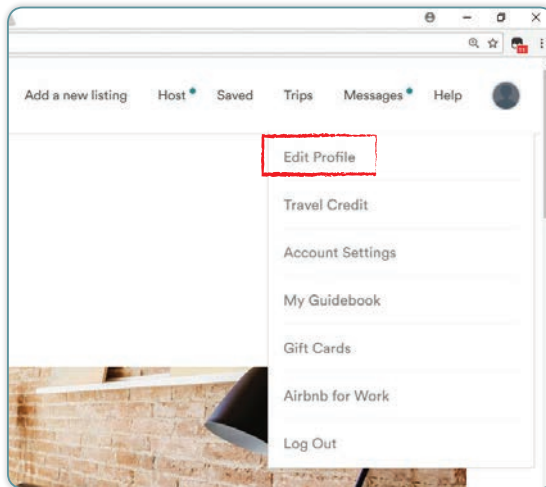 Add a new listing Host Saved Trips Messages Help
Edit Profile
Travel Credit
Account Settings
My Guidebook
Gift Cards
Airbnb for Work
Log Out